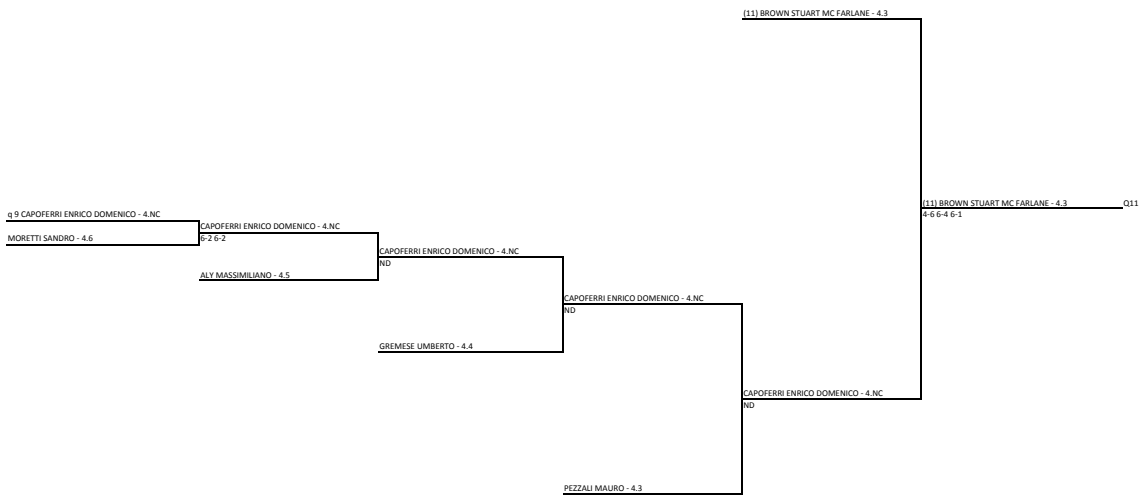 (11) BROWN STUART MC FARLANE - 4.3
(11) BROWN STUART MC FARLANE - 4.3
Q11
4-6 6-4 6-1
q 9 CAPOFERRI ENRICO DOMENICO - 4.NC
CAPOFERRI ENRICO DOMENICO - 4.NC
MORETTI SANDRO - 4.6
6-2 6-2
CAPOFERRI ENRICO DOMENICO - 4.NC
ND
ALY MASSIMILIANO - 4.5
CAPOFERRI ENRICO DOMENICO - 4.NC
ND
GREMESE UMBERTO - 4.4
CAPOFERRI ENRICO DOMENICO - 4.NC
ND
PEZZALI MAURO - 4.3